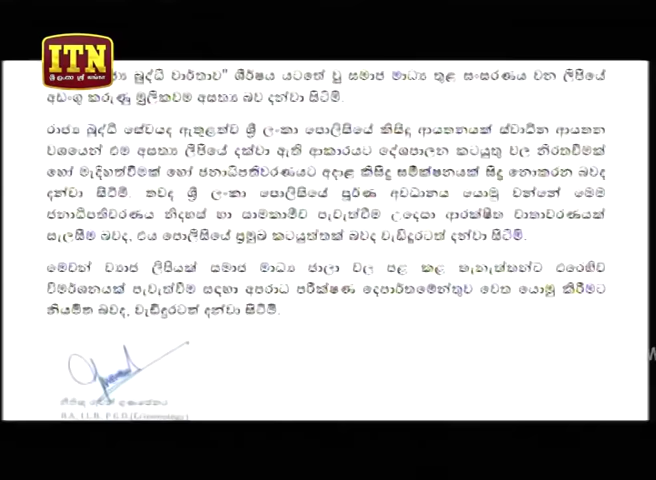 ITN
ශ්‍රී ලංකා
බුද්ධි වාර්තාව" ශීර්ෂය යටතේ වූ සමාජ මාධ්‍ය තුළ සංසරණය වන ලිපියේ
අඩංගු කරුණු මුලිකවම අසත්‍ය බව දන්වා සිටිමි.
රාජ්‍ය බුද්ධි සේවයද ඇතුළත්ව ශ්‍රී ලංකා පොලිසියේ කිසිදු ආයතනයක් ස්වාධීන ආයතන
වශයෙන් එම අසත්‍ය ලිපියේ දක්වා ඇති ආකාරයට දේශපාලන කටයුතු වල නිරතවීමක්
හෝ මැදිහත්වීමක් හෝ ජනාධිපතිවරණයට අදාළ කිසිදු සමීක්ෂනයක් සිදු නොකරන බවද
දන්වා සිටිමි. තවද ශ්‍රී ලංකා පොලිසියේ පූර්ණ අවධානය යොමු වන්නේ මෙම
ජනාධිපතිවරණය නිදහස් හා සාමකාමීව පැවැත්වීම උදෙසා ආරක්ෂිත වාතාවරණයක්
සැලසීම බවද, එය පොලිසියේ ප්‍රමුඛ කටයුත්තක් බවද වැඩිදුරටත් දන්වා සිටිමි.
මෙවන් ව්‍යාජ ලිපියක් සමාජ මාධ්‍ය ජාලා වල පළ කළ තැනැත්තන්ට එරෙහිව
විමර්ශනයක් පැවැත්වීම සඳහා අපරාධ පරීක්ෂණ දෙපාර්තමේන්තුව වෙත යොමු කිරීමට
නියමිත බවද, වැඩිදුරටත් දන්වා සිටිමි.